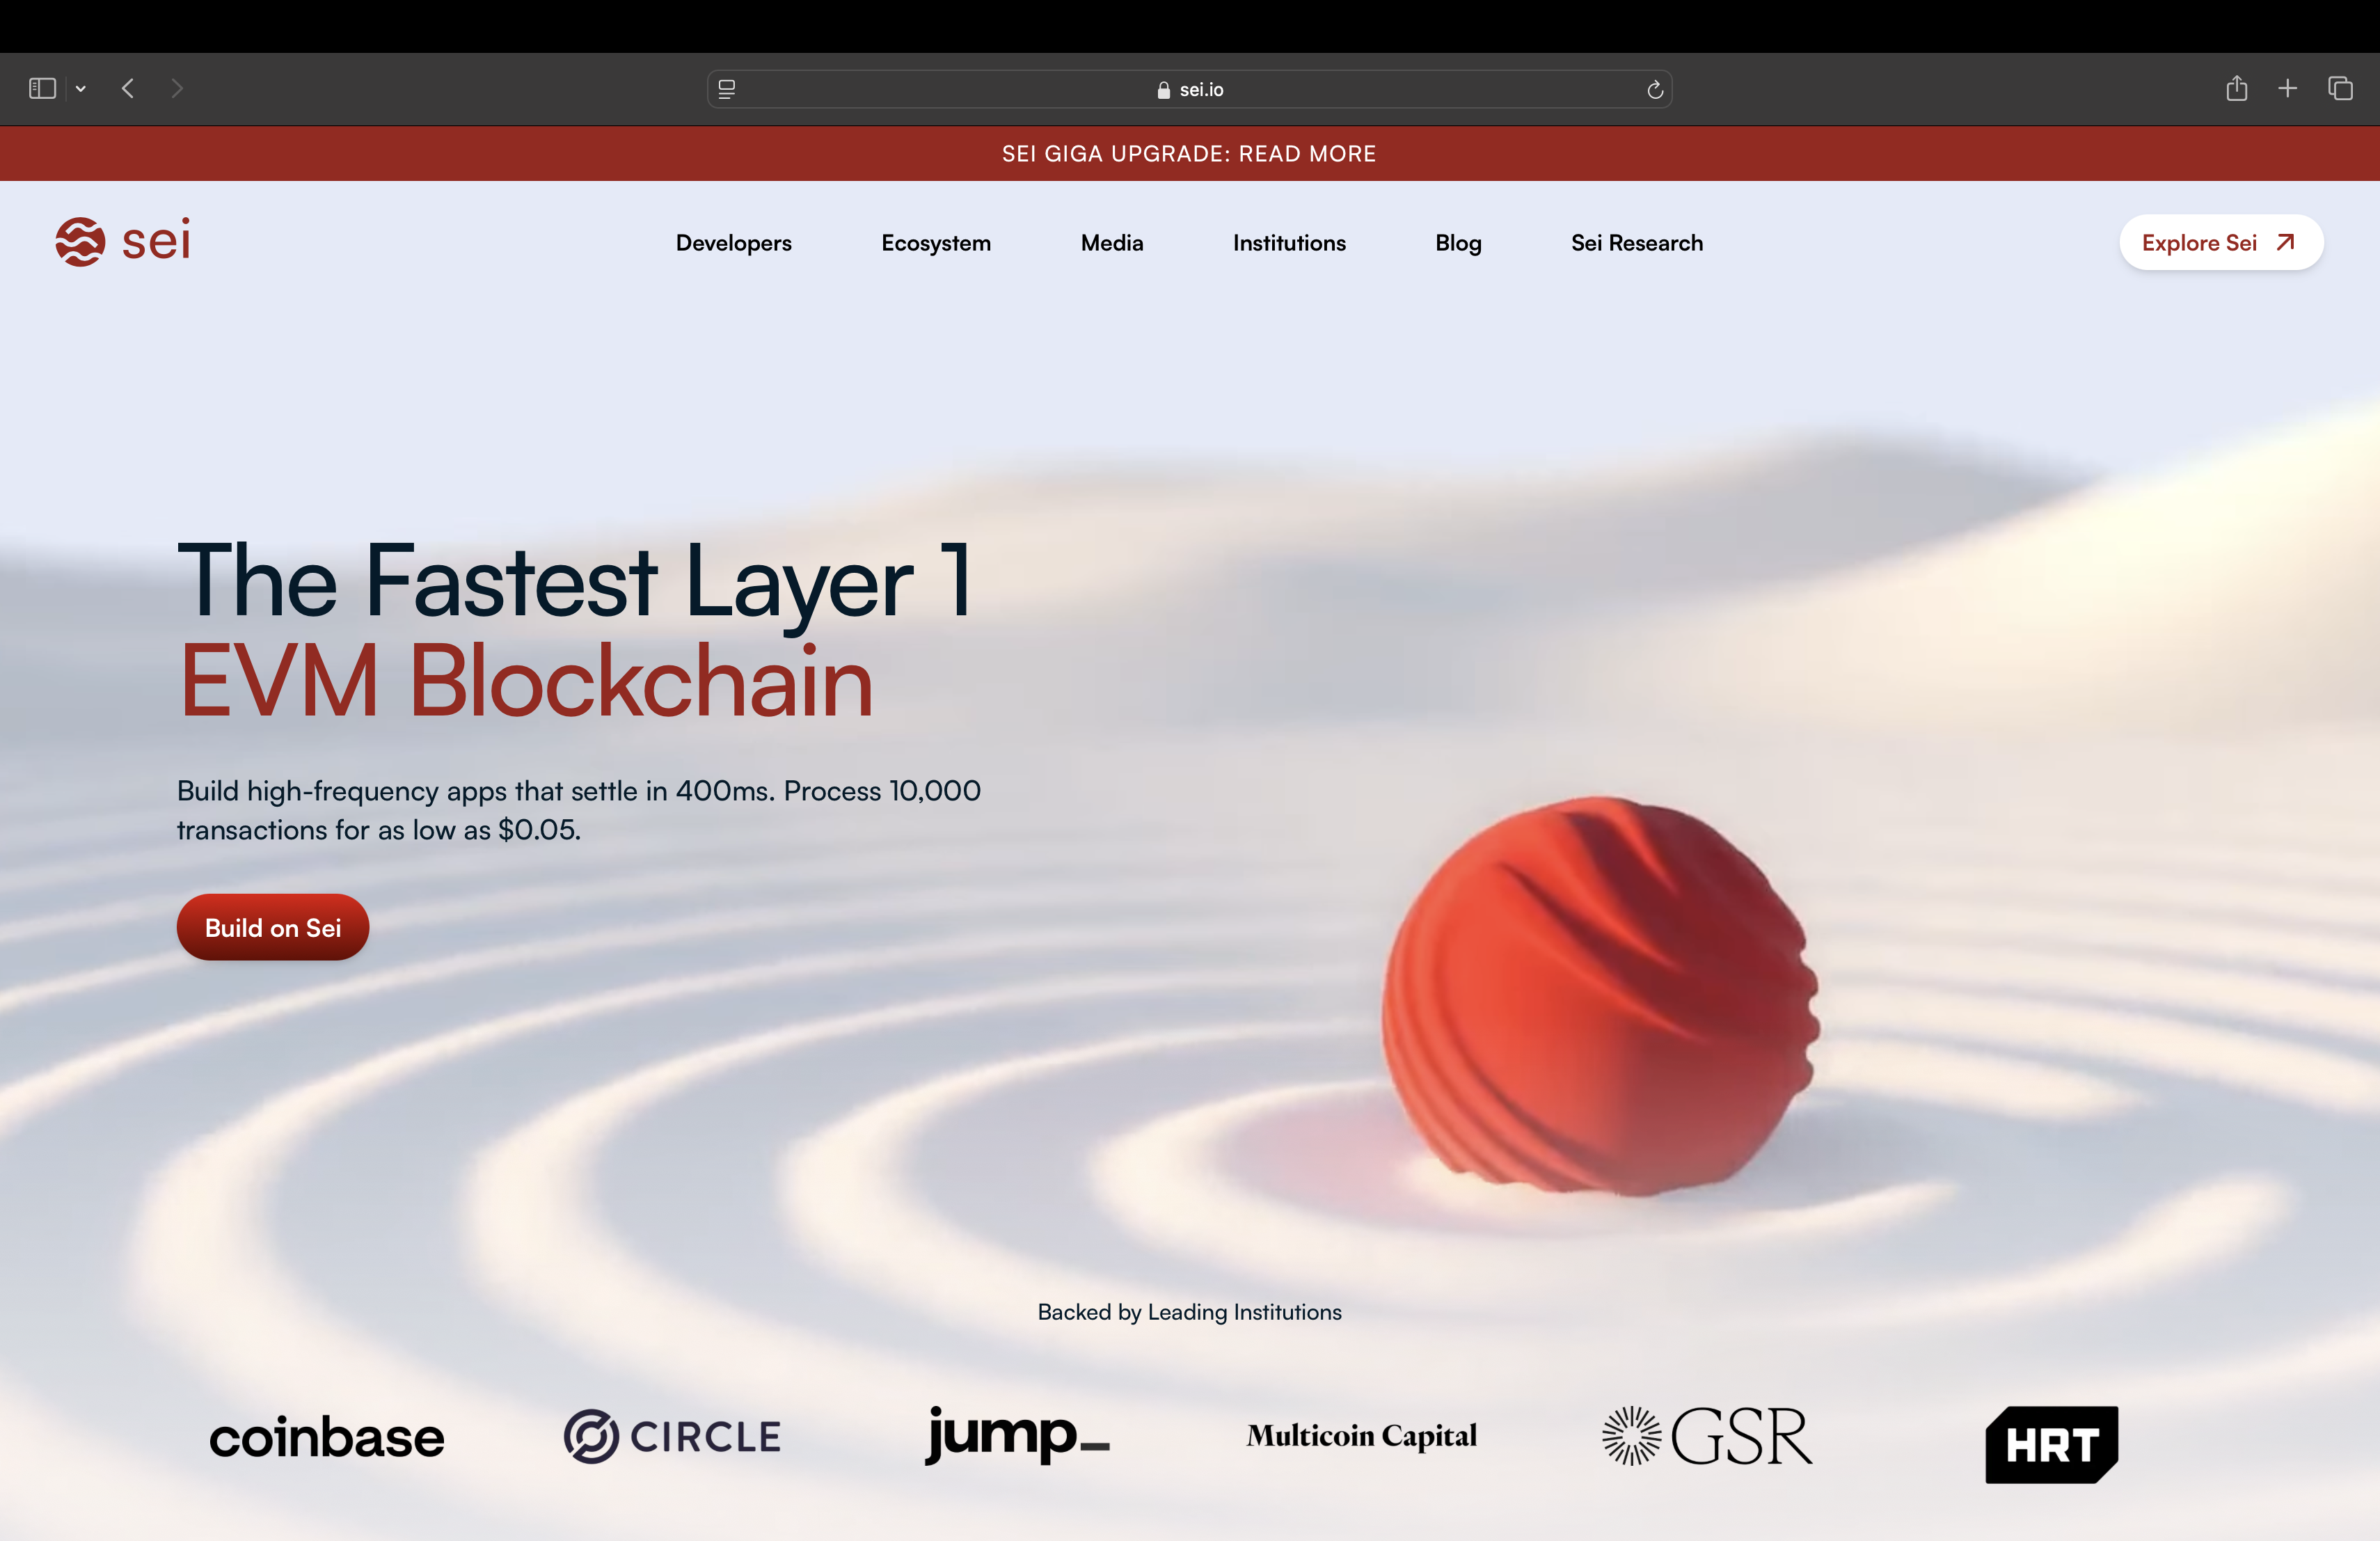 sei.io
SEI GIGA UPGRADE: READ MORE
sei
Developers
Ecosystem
Media
Institutions
Blog
Sei Research
Explore Sei
The Fastest Layer 1
EVM Blockchain
Build high-frequency apps that settle in 400ms. Process 10,000
transactions for as low as $0.05.
Build on Sei
Backed by Leading Institutions
coinbase
CIRCLE
jump_
Multicoin Capital
GSR
HRT